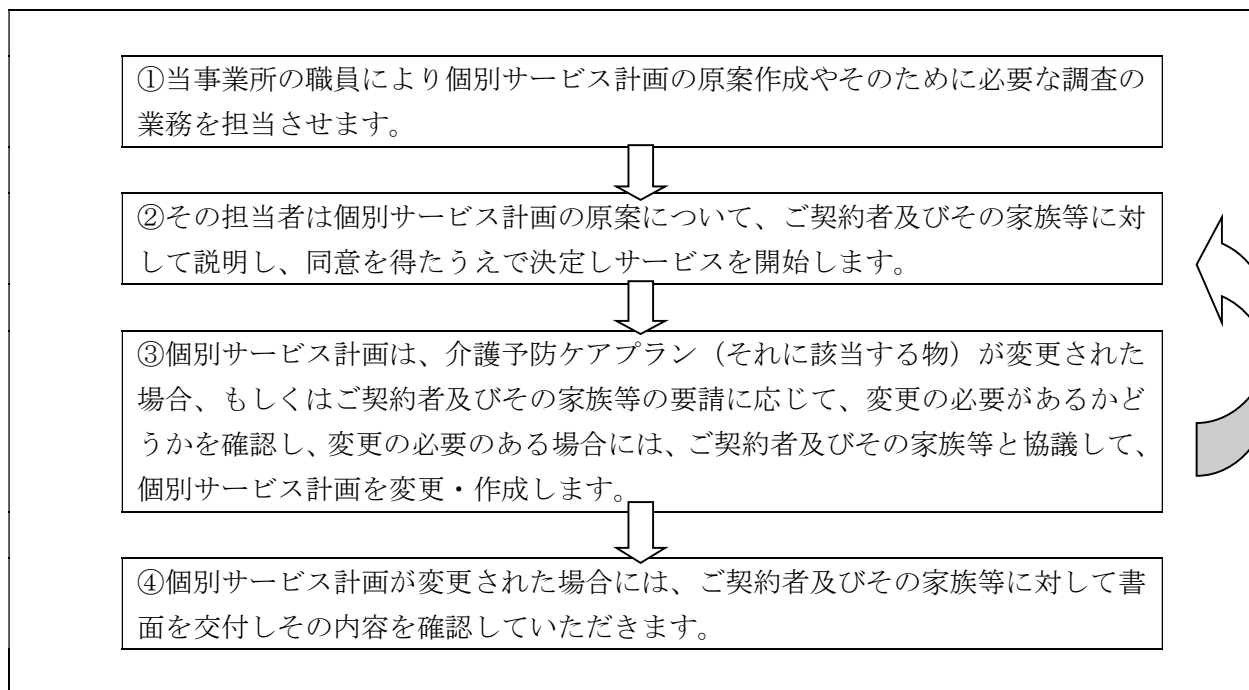 ①当事業所の職員により個別サービス計画の原案作成やそのために必要な調査の
業務を担当させます。
②その担当者は個別サービス計画の原案について、ご契約者及びその家族等に対
して説明し、同意を得たうえで決定しサービスを開始します。
③個別サービス計画は、介護予防ケアプラン（それに該当する物）が変更された
場合、もしくはご契約者及びその家族等の要請に応じて、変更の必要があるかど
うかを確認し、変更の必要のある場合には、ご契約者及びその家族等と協議して、
個別サービス計画を変更・作成します。
④個別サービス計画が変更された場合には、ご契約者及びその家族等に対して書
面を交付しその内容を確認していただきます。